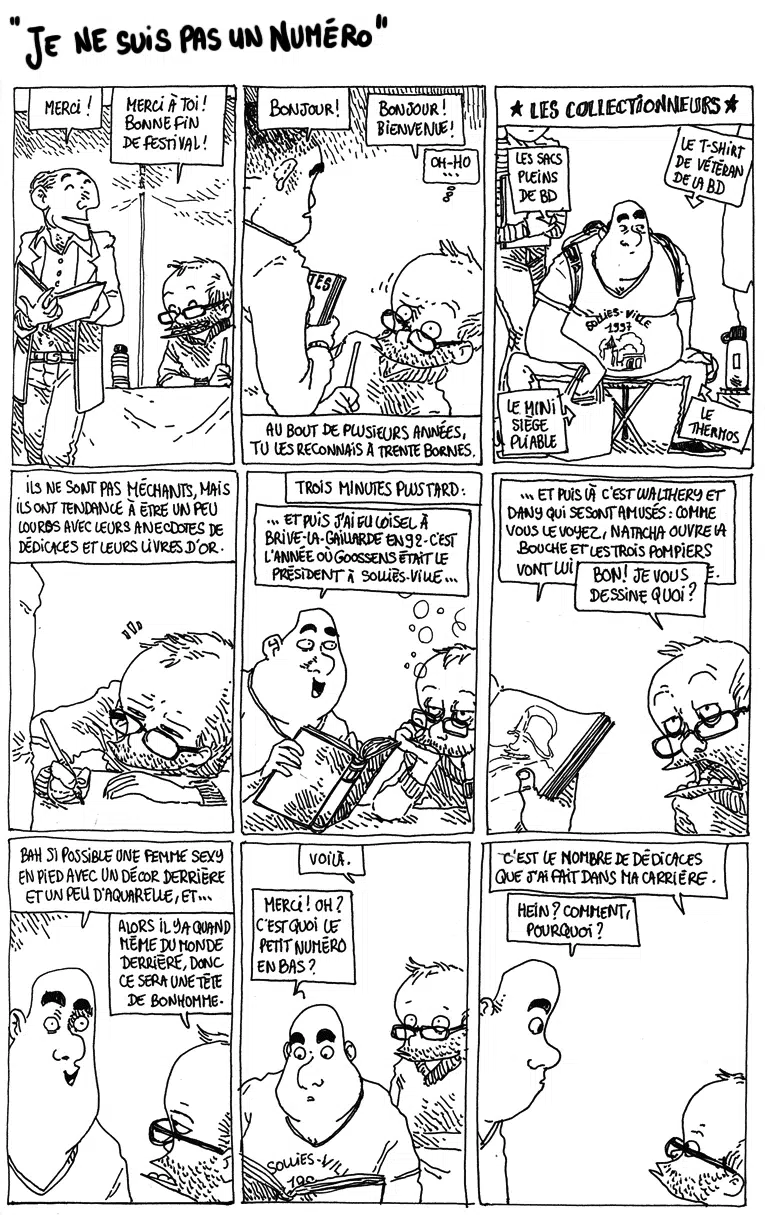 "JE NE SUIS PAS UN NUMÉRO"
MERCI !
MERCI À TOI !
BONNE FIN
DE FESTIVAL !
BONJOUR !
BONJOUR !
BIENVENUE !
OH-HO
...
TES
AU BOUT DE PLUSIEURS ANNÉES,
TU LES RECONNAIS À TRENTE BORNES.
★ LES COLLECTIONNEURS ★
LES SACS
PLEINS
DE BD
LE T-SHIRT
DE VÉTÉRAN
DE LA BD
SOLLIÈS-VILLE
1997
LE MINI
SIÈGE
PLIABLE
LE
THERMOS
ILS NE SONT PAS MÉCHANTS, MAIS
ILS ONT TENDANCE À ÊTRE UN PEU
LOURDS AVEC LEURS ANECDOTES DE
DÉDICACES ET LEURS LIVRES D'OR.
TROIS MINUTES PLUS TARD :
... ET PUIS J'AI EU LOISEL À
BRIVE-LA-GAILLARDE EN 92 - C'EST
L'ANNÉE OÙ GOOSSENS ÉTAIT LE
PRÉSIDENT À SOLLIÈS-VILLE ...
... ET PUIS LÀ C'EST WALTHERY ET
DANY QUI SE SONT AMUSÉS : COMME
VOUS LE VOYEZ, NATACHA OUVRE LA
BOUCHE ET LES TROIS POMPIERS
VONT LUI
BON ! JE VOUS
DESSINE QUOI ?
BAH SI POSSIBLE UNE FEMME SEXY
EN PIED AVEC UN DÉCOR DERRIÈRE
ET UN PEU D'AQUARELLE, ET...
ALORS IL Y A QUAND
MÊME DU MONDE
DERRIÈRE, DONC
CE SERA UNE TÊTE
DE BONHOMME.
VOILÀ.
MERCI ! OH ?
C'EST QUOI LE
PETIT NUMÉRO
EN BAS ?
SOLLIÈS-VILL
199
C'EST LE NOMBRE DE DÉDICACES
QUE J'AI FAIT DANS MA CARRIÈRE.
HEIN ? COMMENT,
POURQUOI ?